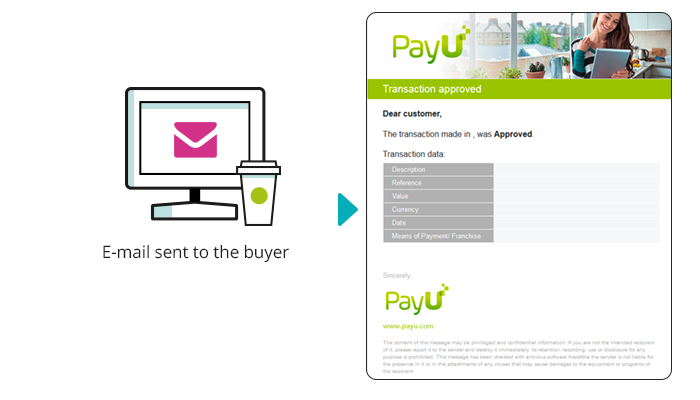 PayU
Transaction approved
Dear customer,
The transaction made in , was Approved.
Transaction data:
Description
Reference
Value
Currency
Date
Means of Payment/ Franchise
E-mail sent to the buyer
Sincerely,
PayU
www.payu.com
The content of this message may be privileged and confidential information. If you are not the intended recipient
of it, please report it to the sender and destroy it immediately. Its retention, recording, use or disclosure for any
purpose is prohibited. This message has been checked with antivirus software therefore the sender is not liable for
the presence in it or in the attachments of any viruses that may cause damages to the equipment or programs of
the recipient.